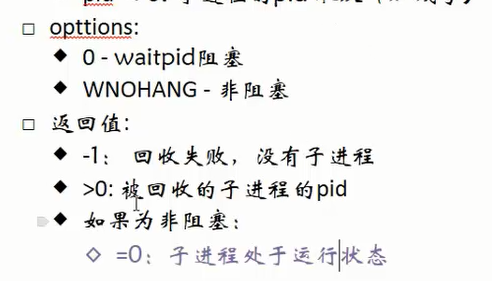 opttions:
0 - waitpid阻塞
WNOHANG - 非阻塞
返回值:
-1： 回收失败，没有子进程
>0: 被回收的子进程的pid
如果为非阻塞：
=0：子进程处于运行状态